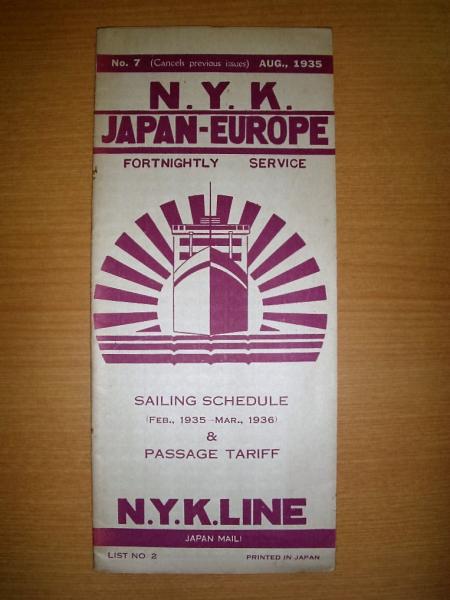 No. 7 (Cancels previous issues) AUG., 1935
N. Y. K.
JAPAN-EUROPE
FORTNIGHTLY SERVICE
SAILING SCHEDULE
(FEB., 1935 -MAR., 1936)
&
PASSAGE TARIFF
N.Y.K.LINE
JAPAN MAIL!
LIST NO 2 PRINTED IN JAPAN